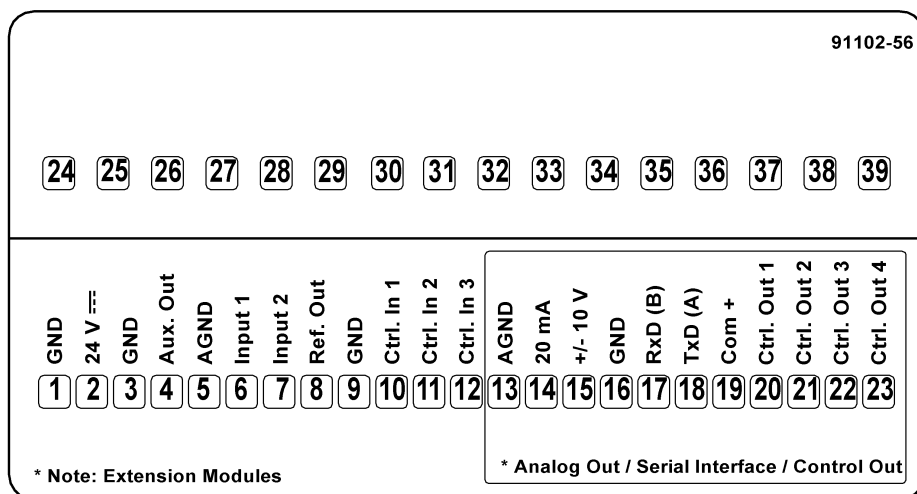 91102-56
24 25 26 27 28 29 30 31 32 33 34 35 36 37 38 39
GND
24 V ⎓
GND
Aux. Out
AGND
Input 1
Input 2
Ref. Out
GND
Ctrl. In 1
Ctrl. In 2
Ctrl. In 3
AGND
20 mA
+/- 10 V
GND
RxD (B)
TxD (A)
Com +
Ctrl. Out 1
Ctrl. Out 2
Ctrl. Out 3
Ctrl. Out 4
1 2 3 4 5 6 7 8 9 10 11 12 13 14 15 16 17 18 19 20 21 22 23
* Note: Extension Modules
* Analog Out / Serial Interface / Control Out